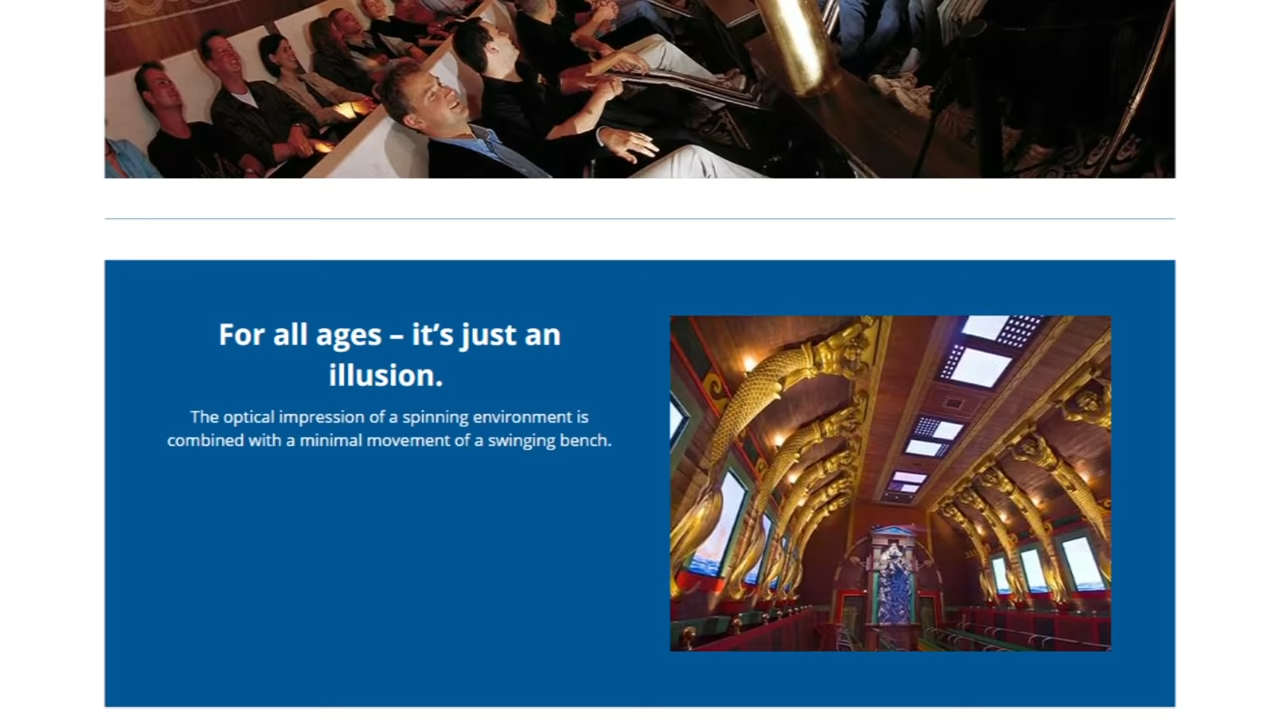 For all ages – it’s just an
illusion.
The optical impression of a spinning environment is
combined with a minimal movement of a swinging bench.